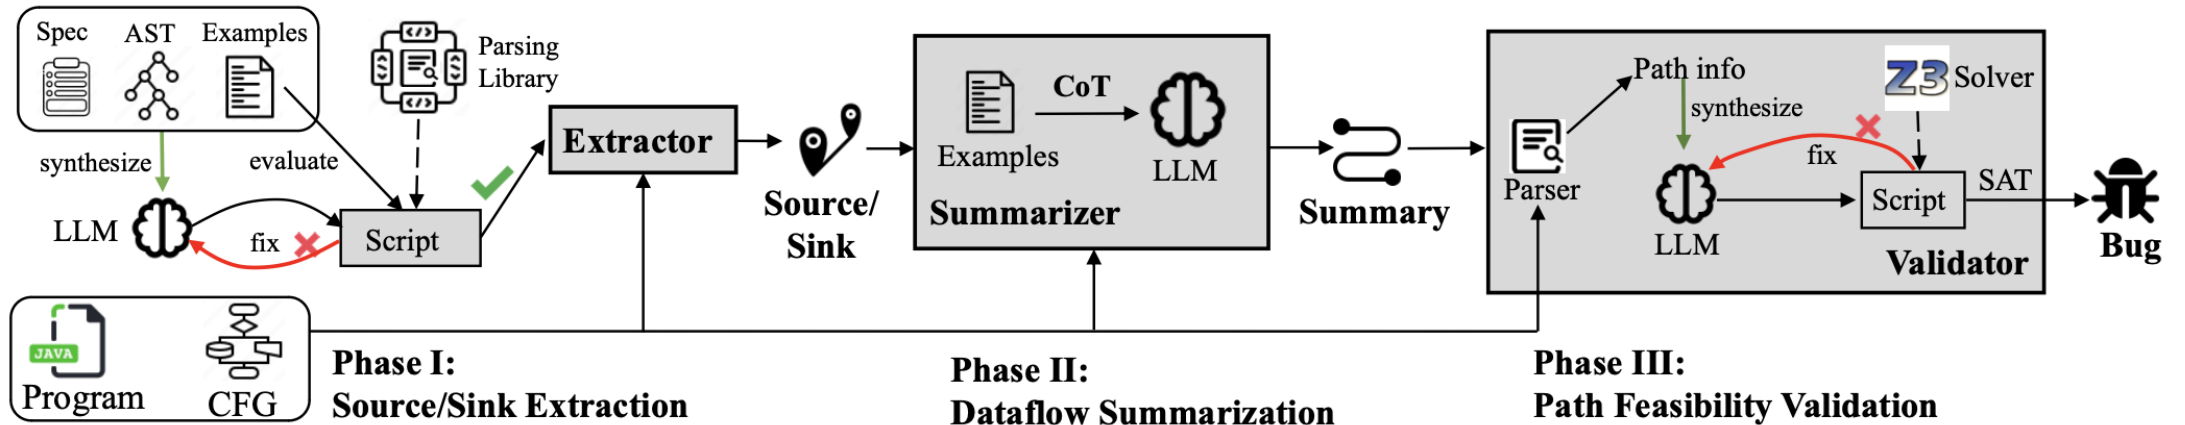 Spec
AST
Examples
synthesize
evaluate
LLM
fix
Script
Parsing
Library
</>
</>
Extractor
Source/
Sink
Examples
CoT
LLM
Summarizer
Summary
Parser
Path info
synthesize
LLM
fix
Z3 Solver
Script
Validator
SAT
Bug
JAVA
Program
CFG
Phase I:
Source/Sink Extraction
Phase II:
Dataflow Summarization
Phase III:
Path Feasibility Validation